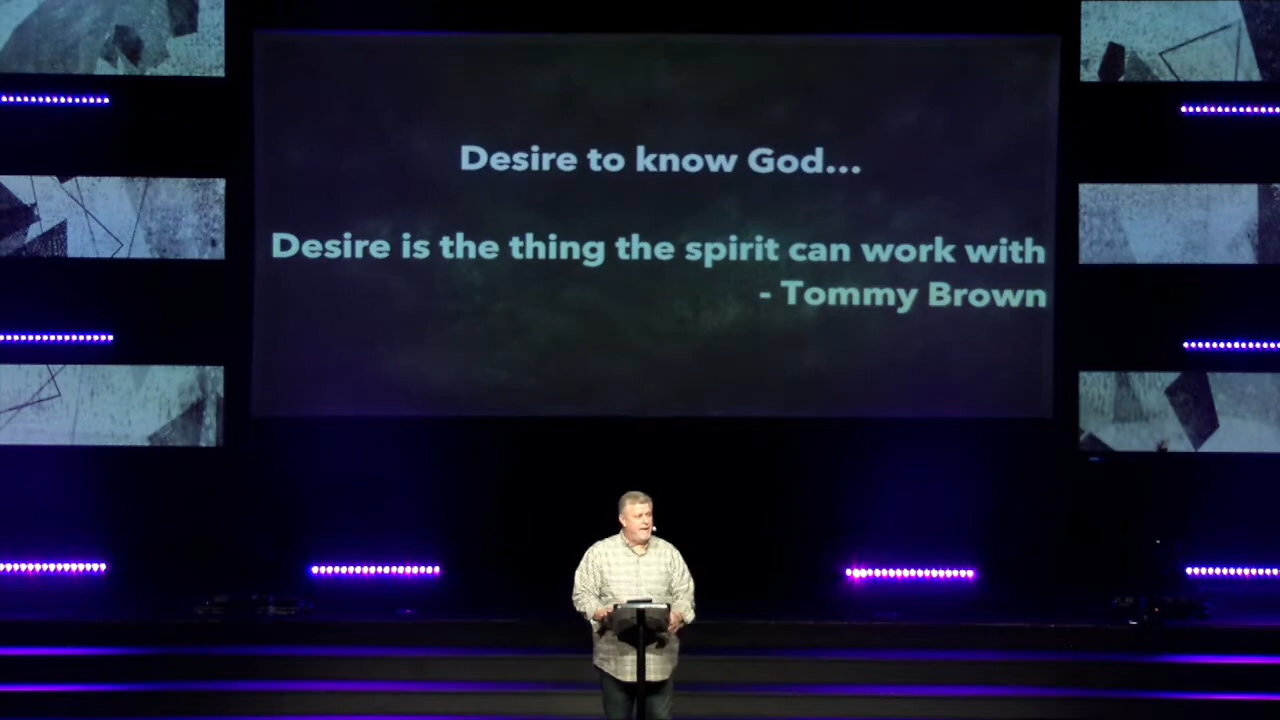 Desire to know God...
Desire is the thing the spirit can work with
- Tommy Brown